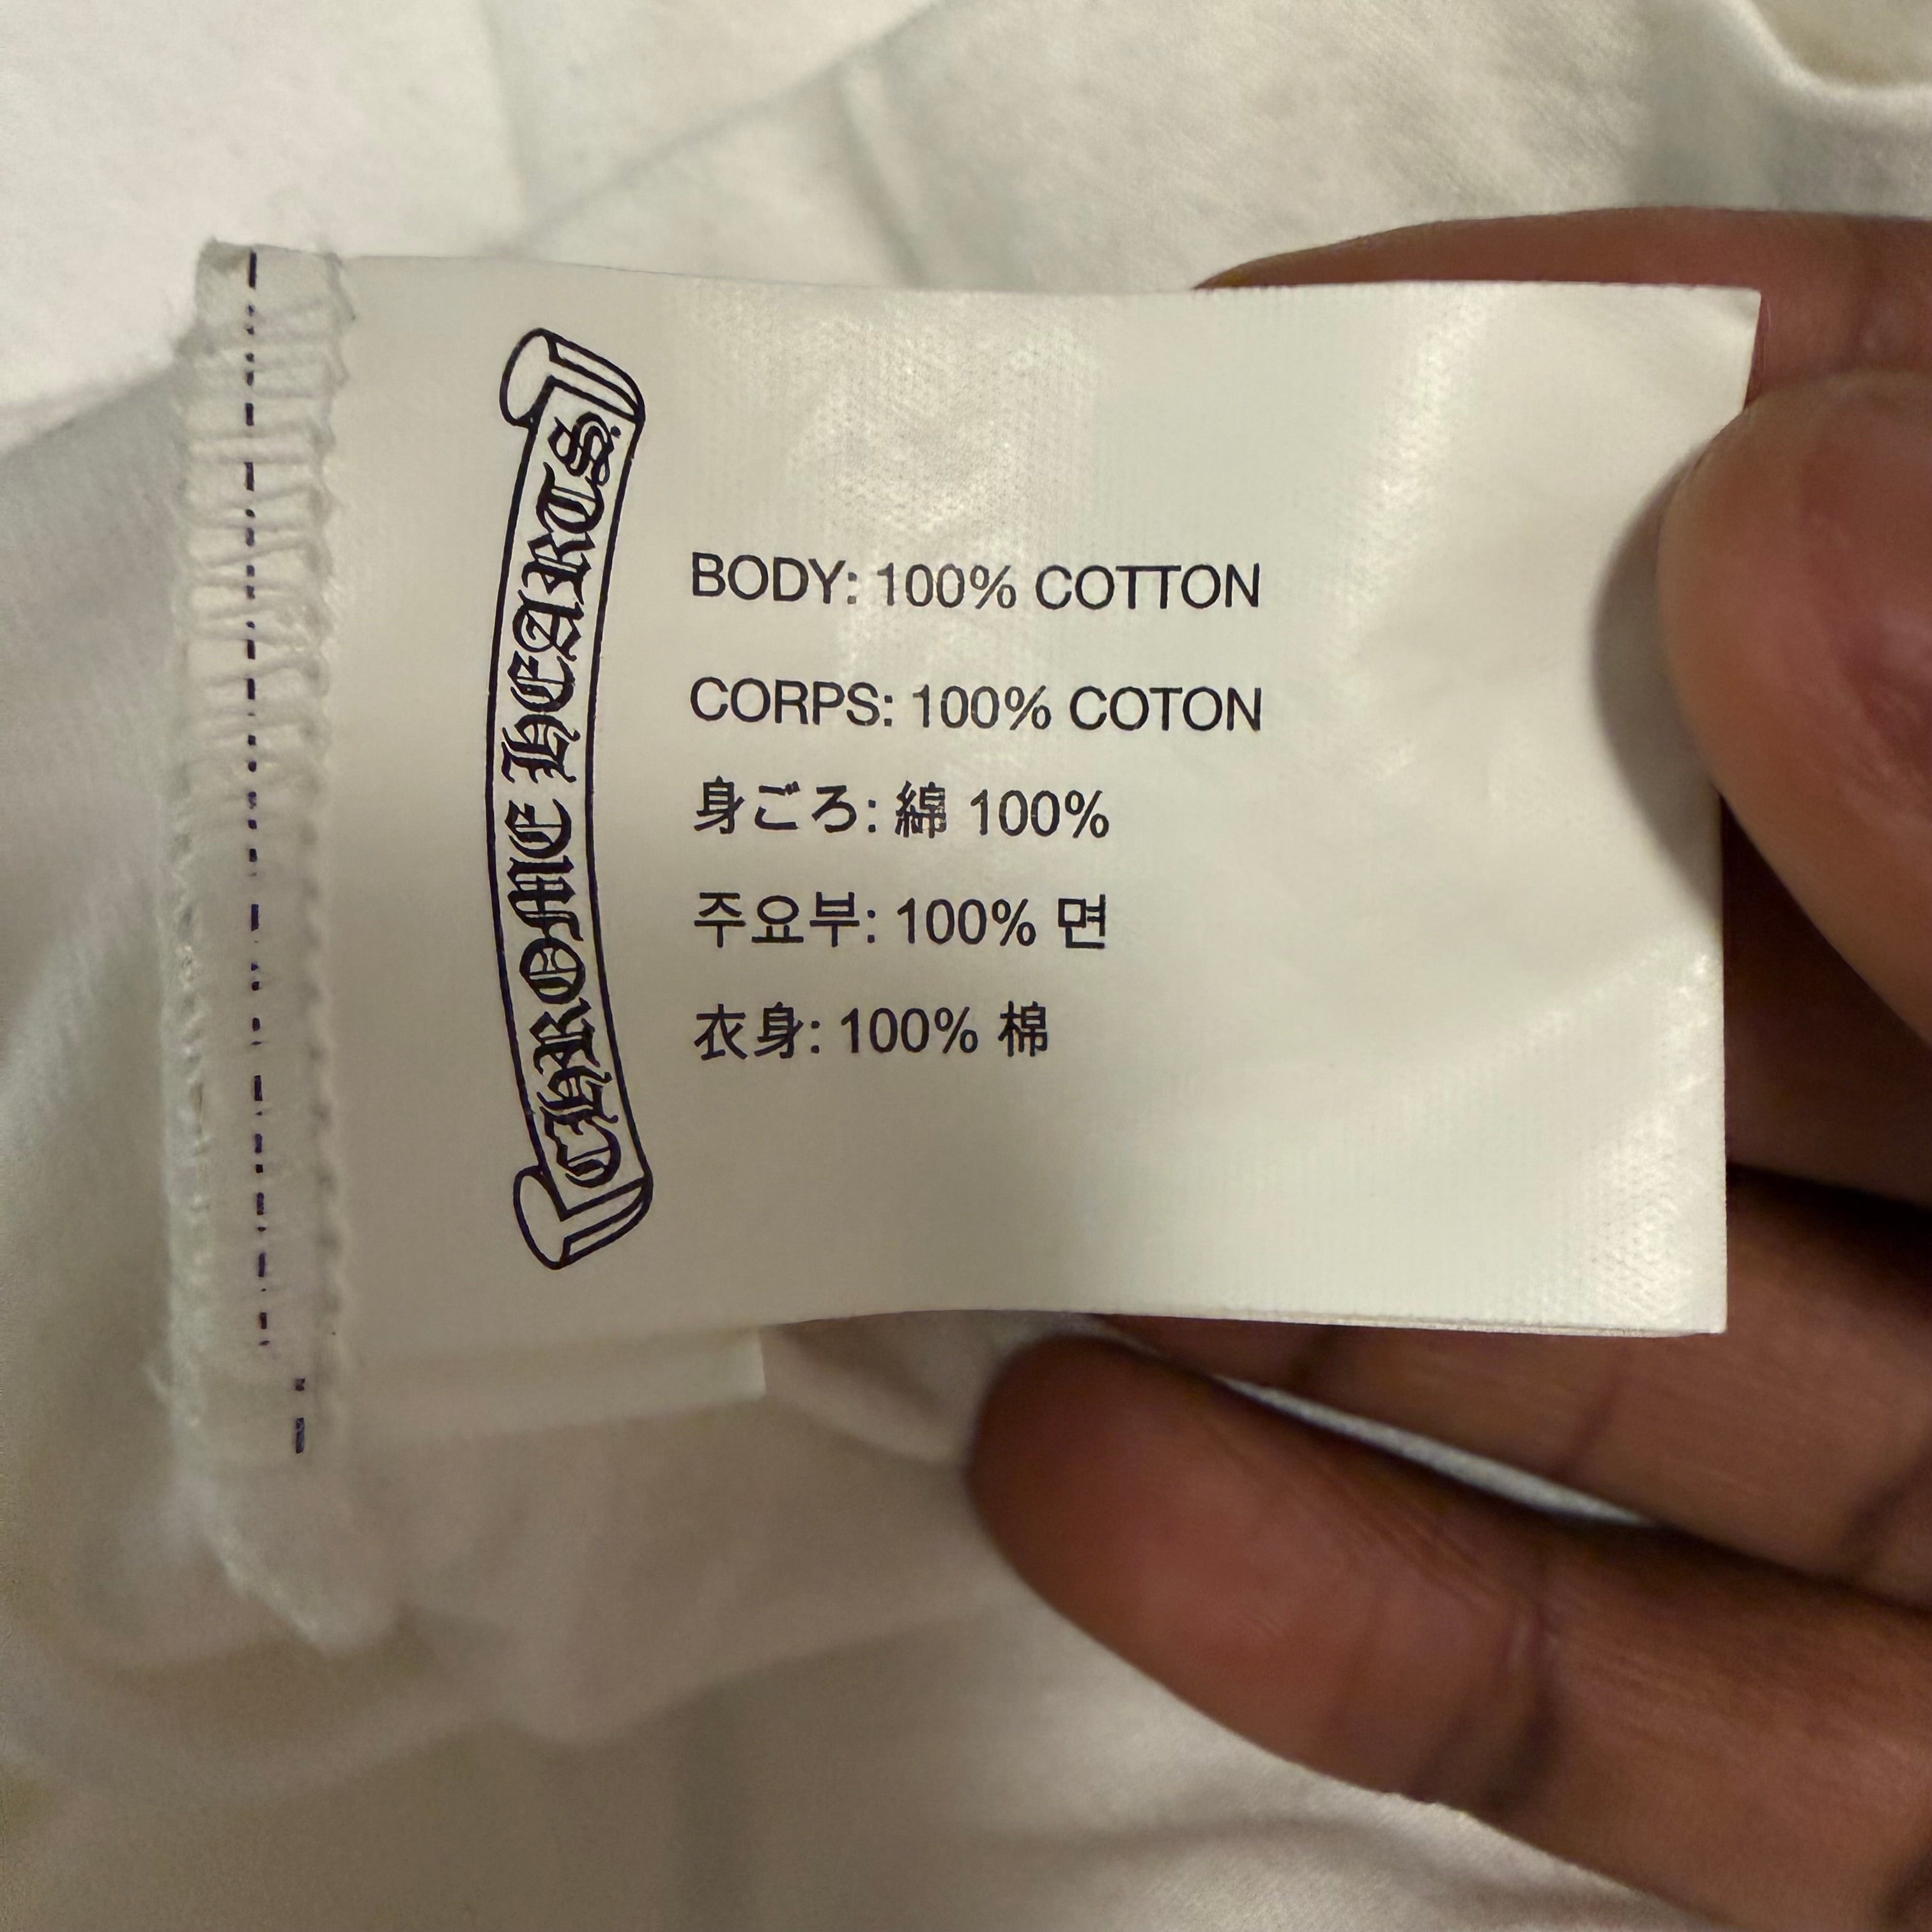 CHROME HEARTS
BODY: 100% COTTON
CORPS: 100% COTON
身ごろ: 綿 100%
주요부: 100% 면
衣身: 100% 棉